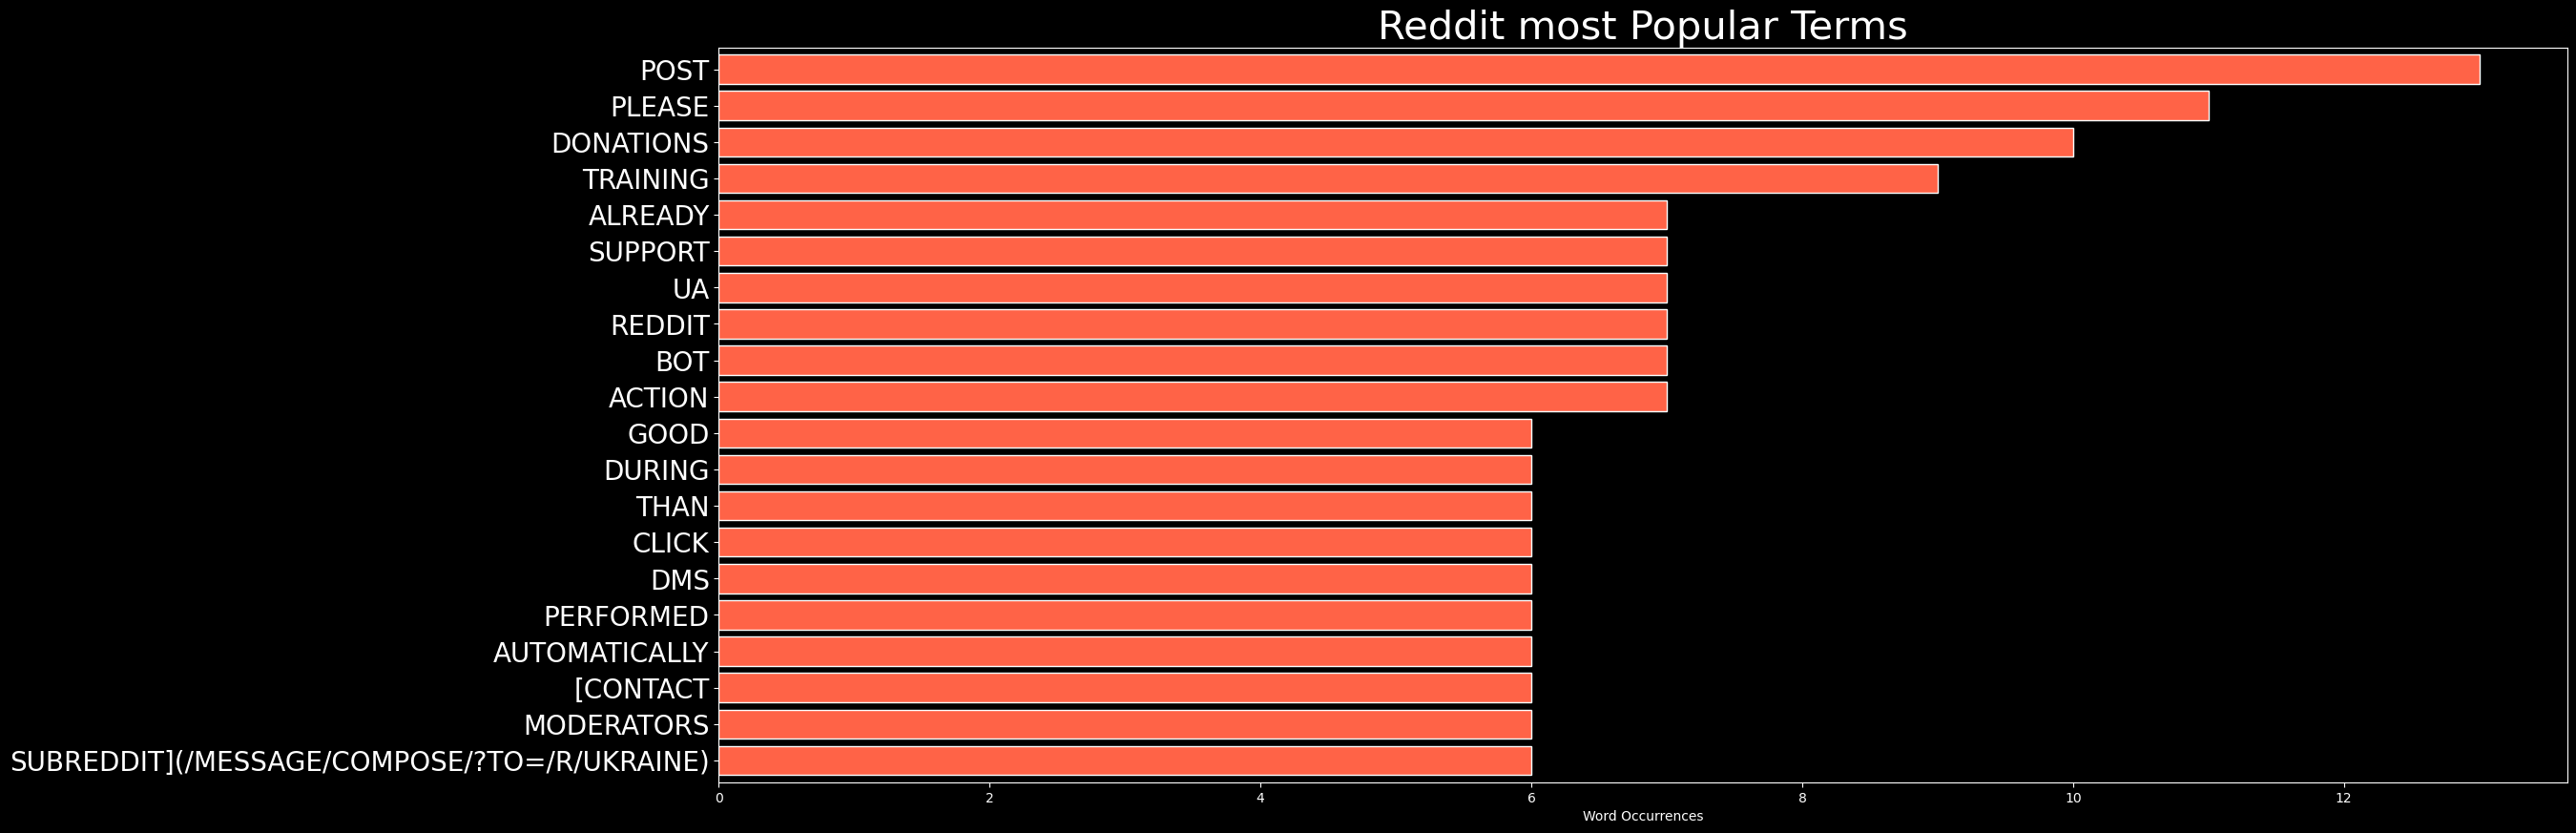 Reddit most Popular Terms
POST
PLEASE
DONATIONS
TRAINING
ALREADY
SUPPORT
UA
REDDIT
BOT
ACTION
GOOD
DURING
THAN
CLICK
DMS
PERFORMED
AUTOMATICALLY
[CONTACT
MODERATORS
SUBREDDIT](/MESSAGE/COMPOSE/?TO=/R/UKRAINE)
0 2 4 6 8 10 12
Word Occurrences